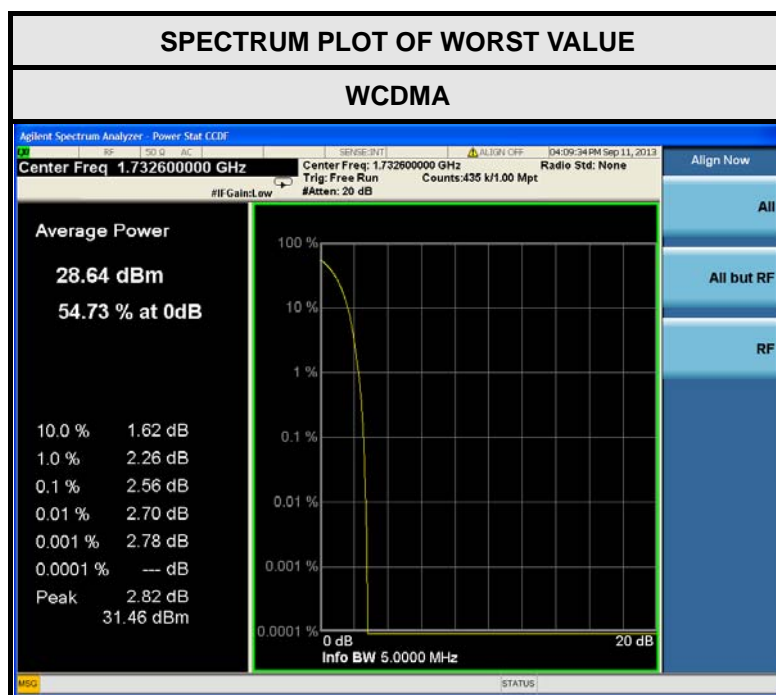 SPECTRUM PLOT OF WORST VALUE
WCDMA
Agilent Spectrum Analyzer - Power Stat CCDF
RF 50 Ω AC SENSE:INT ALIGN OFF 04:09:34 PM Sep 11, 2013
Center Freq 1.732600000 GHz
Center Freq: 1.732600000 GHz Radio Std: None
Trig: Free Run Counts:435 k/1.00 Mpt
#IFGain:Low #Atten: 20 dB
Align Now
All
All but RF
RF
Average Power
28.64 dBm
54.73 % at 0dB
10.0 % 1.62 dB
1.0 % 2.26 dB
0.1 % 2.56 dB
0.01 % 2.70 dB
0.001 % 2.78 dB
0.0001 % --- dB
Peak 2.82 dB
31.46 dBm
100 %
10 %
1 %
0.1 %
0.01 %
0.001 %
0.0001 %
0 dB 20 dB
Info BW 5.0000 MHz
MSG STATUS